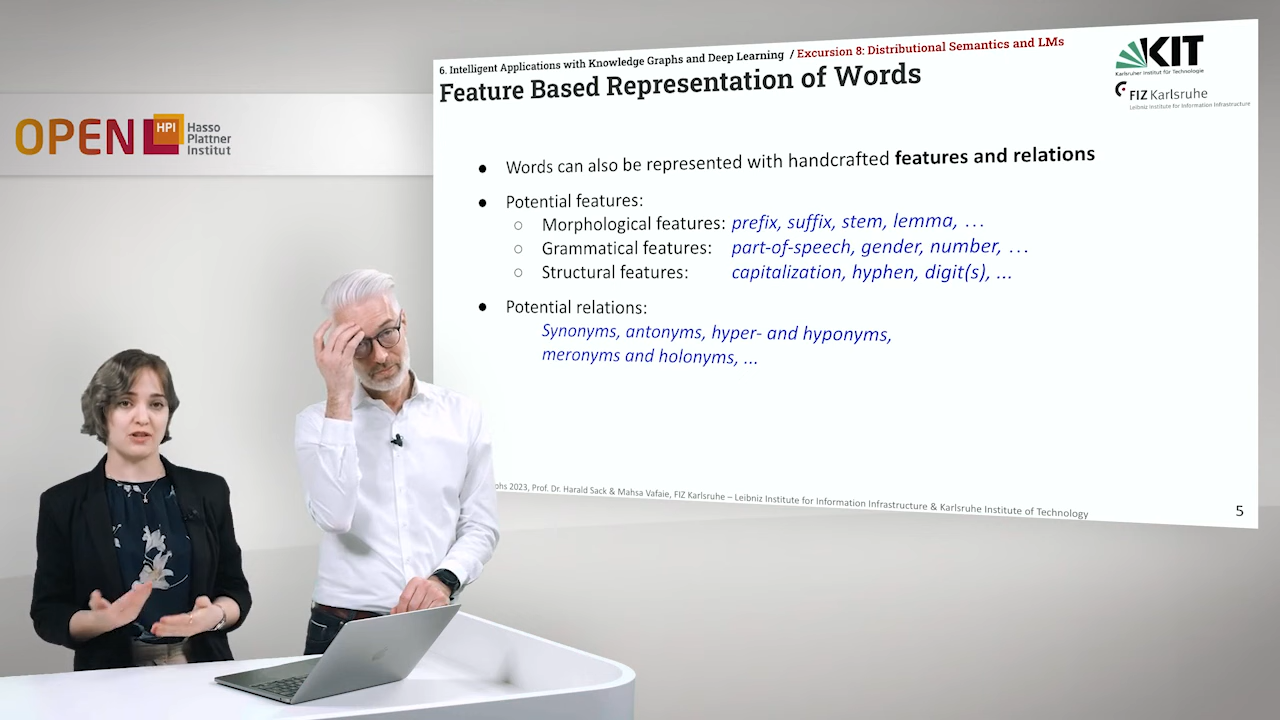 6. Intelligent Applications with Knowledge Graphs and Deep Learning / Excursion 8: Distributional Semantics and LMs
Feature Based Representation of Words
KIT
Karlsruher Institut für Technologie
FIZ Karlsruhe
Leibniz Institute for Information Infrastructure
OPEN HPI Hasso
Plattner
Institut
● Words can also be represented with handcrafted features and relations
● Potential features:
○ Morphological features: prefix, suffix, stem, lemma, …
○ Grammatical features: part-of-speech, gender, number, …
○ Structural features: capitalization, hyphen, digit(s), ...
● Potential relations:
Synonyms, antonyms, hyper- and hyponyms,
meronyms and holonyms, ...
2023, Prof. Dr. Harald Sack & Mahsa Vafaie, FIZ Karlsruhe – Leibniz Institute for Information Infrastructure & Karlsruhe Institute of Technology
5